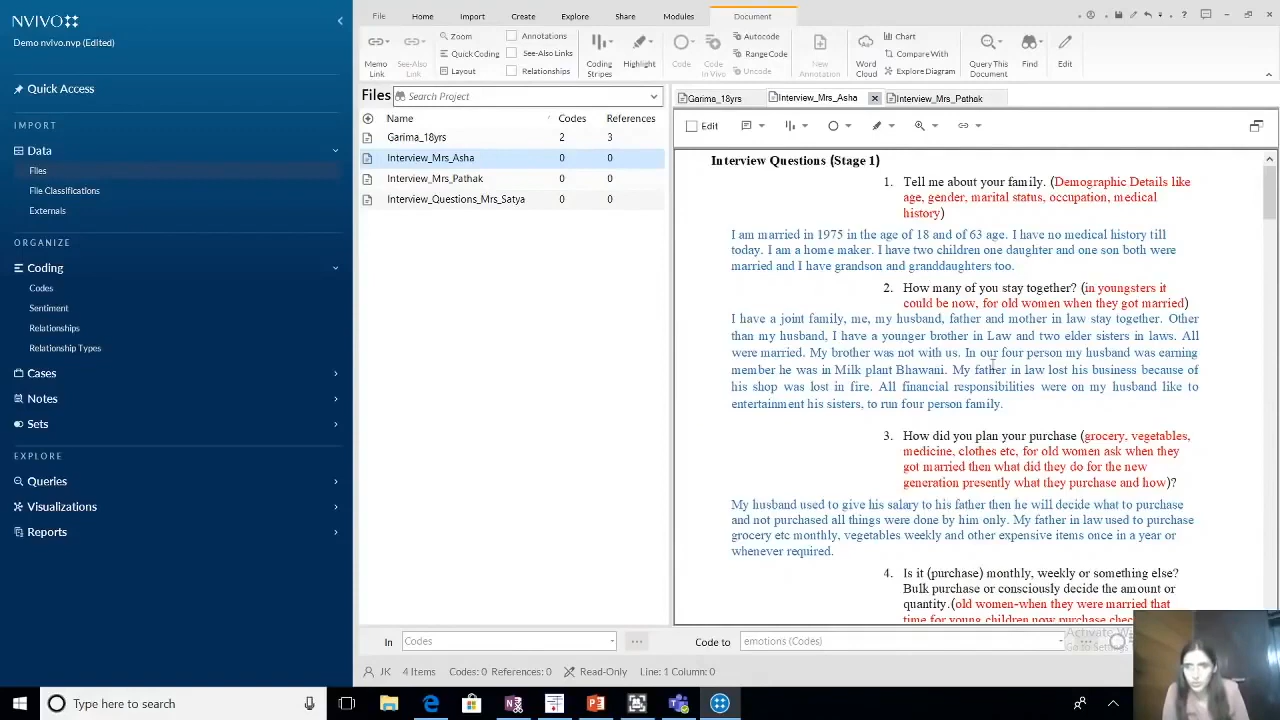 NVIVO
Demo nvivo.nvp (Edited)
Quick Access
IMPORT
Data
Files
File Classifications
Externals
ORGANIZE
Coding
Codes
Sentiment
Relationships
Relationship Types
Cases
Notes
Sets
EXPLORE
Queries
Visualizations
Reports
File Home Import Create Explore Share Modules Document
Memo Link
See-Also Link
Zoom
Quick Coding
Layout
Annotations
See-Also Links
Relationships
Coding Stripes
Highlight
Code
Code In Vivo
Autocode
Range Code
Uncode
New Annotation
Word Cloud
Chart
Compare With
Explore Diagram
Query This Document
Find
Edit
Files
Search Project
Name Codes References
Garima_18yrs 2 3
Interview_Mrs_Asha 0 0
Interview_Mrs_Pathak 0 0
Interview_Questions_Mrs_Satya 0 0
Garima_18yrs Interview_Mrs_Asha Interview_Mrs_Pathak
Edit
Interview Questions (Stage 1)
1. Tell me about your family. (Demographic Details like
age, gender, marital status, occupation, medical
history)
I am married in 1975 in the age of 18 and of 63 age. I have no medical history till
today. I am a home maker. I have two children one daughter and one son both were
married and I have grandson and granddaughters too.
2. How many of you stay together? (in youngsters it
could be now, for old women when they got married)
I have a joint family, me, my husband, father and mother in law stay together. Other
than my husband, I have a younger brother in Law and two elder sisters in laws. All
were married. My brother was not with us. In our four person my husband was earning
member he was in Milk plant Bhawani. My father in law lost his business because of
his shop was lost in fire. All financial responsibilities were on my husband like to
entertainment his sisters, to run four person family.
3. How did you plan your purchase (grocery, vegetables,
medicine, clothes etc, for old women ask when they
got married then what did they do for the new
generation presently what they purchase and how)?
My husband used to give his salary to his father then he will decide what to purchase
and not purchased all things were done by him only. My father in law used to purchase
grocery etc monthly, vegetables weekly and other expensive items once in a year or
whenever required.
4. Is it (purchase) monthly, weekly or something else?
Bulk purchase or consciously decide the amount or
quantity.(old women-when they were married that
time for young children now purchase
In Codes
Code to emotions (Codes)
JK 4 Items Codes: 0 References: 0 Read-Only Line: 1 Column: 0
Type here to search